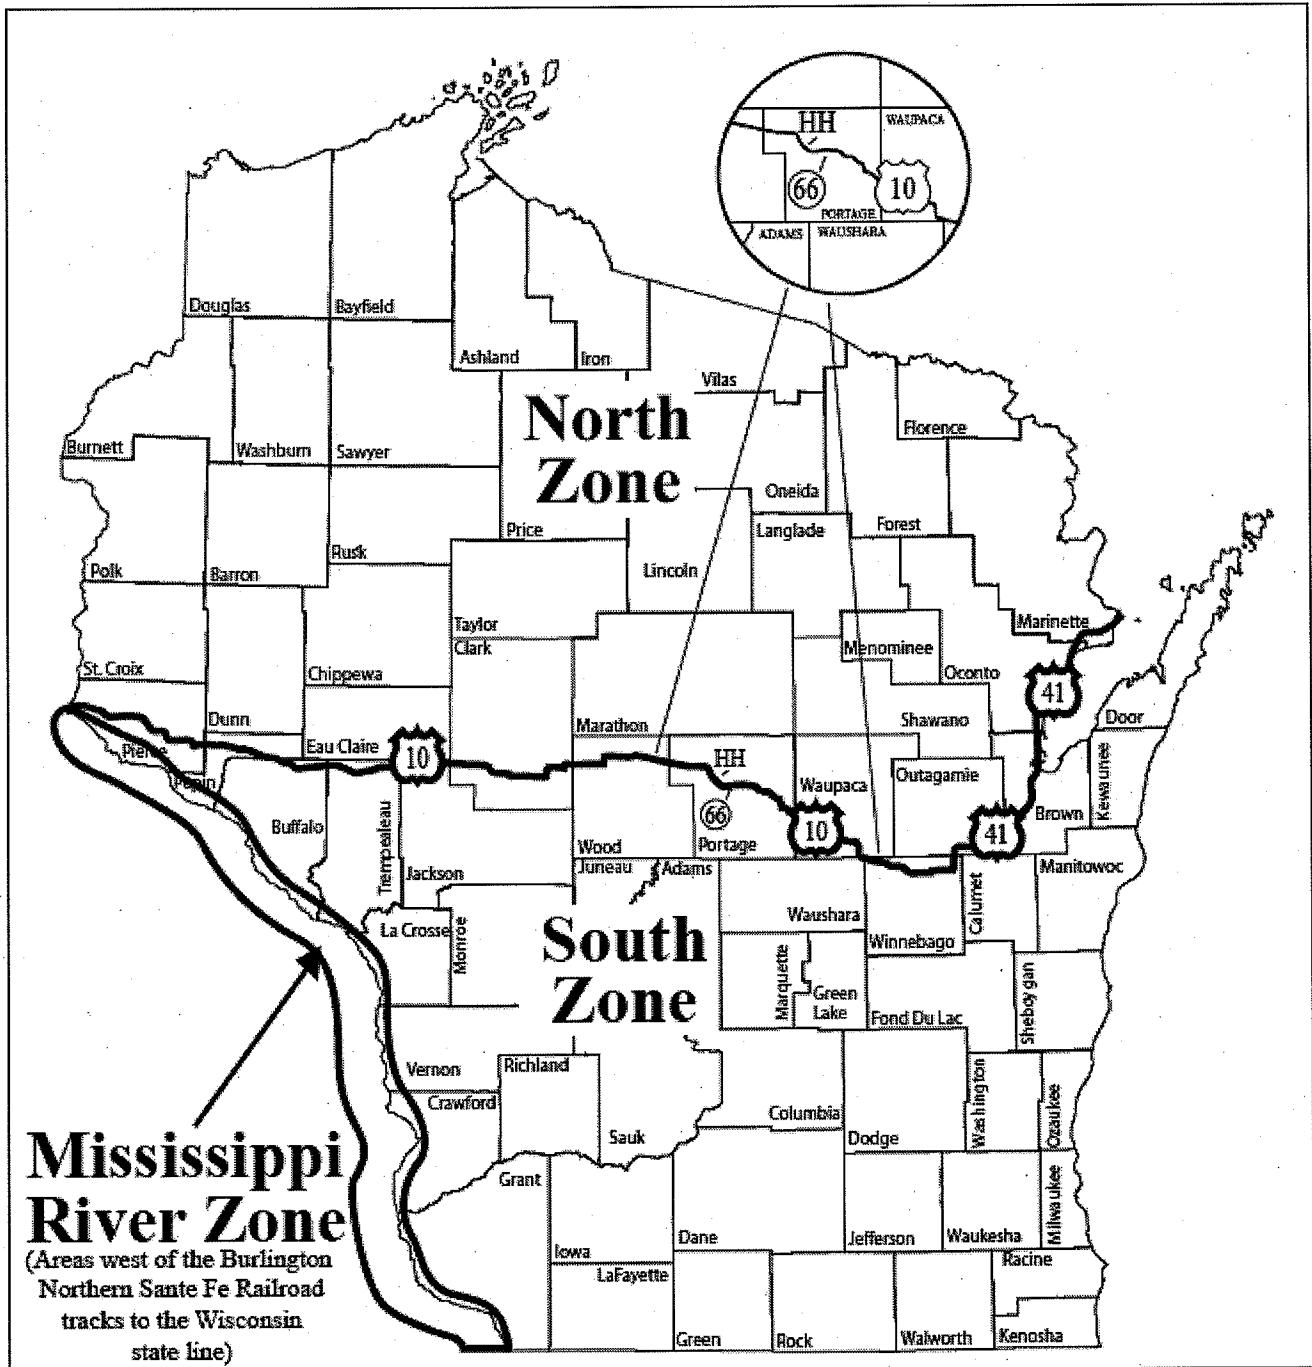 HH
WAUPACA
66
10
PORTAGE
ADAMS
WAUSHARA
Douglas
Bayfield
Ashland
Iron
Vilas
North
Zone
Florence
Burnett
Washburn
Sawyer
Oneida
Price
Langlade
Forest
Rusk
Polk
Barron
Lincoln
Taylor
Marinette
Clark
Menominee
St. Croix
Chippewa
Oconto
41
Dunn
Marathon
Shawano
Door
Pierce
Eau Claire
10
HH
Pepin
Waupaca
Outagamie
Kewaunee
Buffalo
66
10
41
Brown
Trempealeau
Wood
Portage
Jackson
Juneau
Adams
Manitowoc
Calumet
La Crosse
Monroe
South
Zone
Waushara
Winnebago
Marquette
Green
Lake
Fond Du Lac
Sheboygan
Vernon
Richland
Crawford
Columbia
Washington
Ozaukee
Sauk
Dodge
Mississippi
River Zone
(Areas west of the Burlington
Northern Sante Fe Railroad
tracks to the Wisconsin
state line)
Grant
Iowa
Dane
Jefferson
Waukesha
Milwaukee
LaFayette
Racine
Green
Rock
Walworth
Kenosha